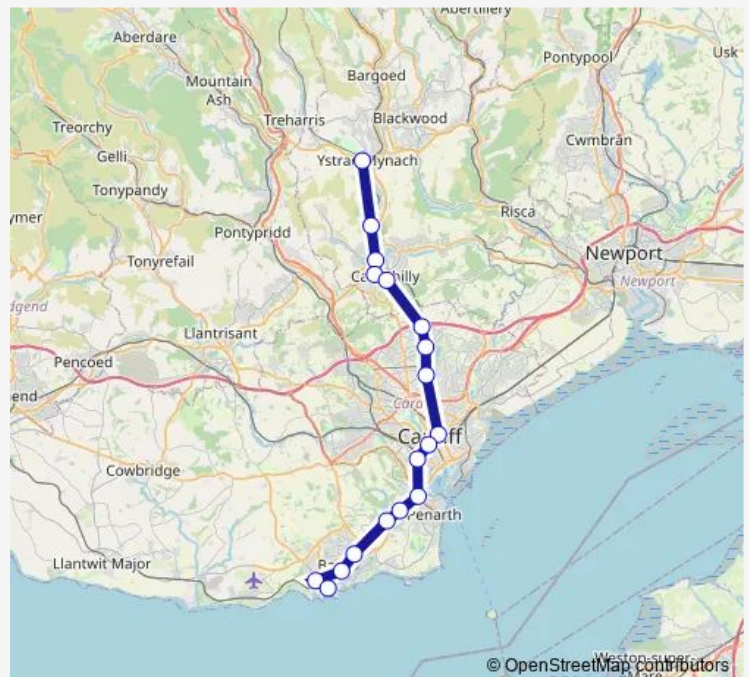 Abertillery
Aberdare
Usk
Pontypool
Bargoed
Mountain
Ash
Treharris
Blackwood
Treorchy
Cwmbrân
Gelli
Tonypandy
Risca
Pontypridd
Newport
Tonyrefail
Newport
Llantrisant
Pencoed
Cowbridge
Penarth
Llantwit Major
© OpenStreetMap contributors